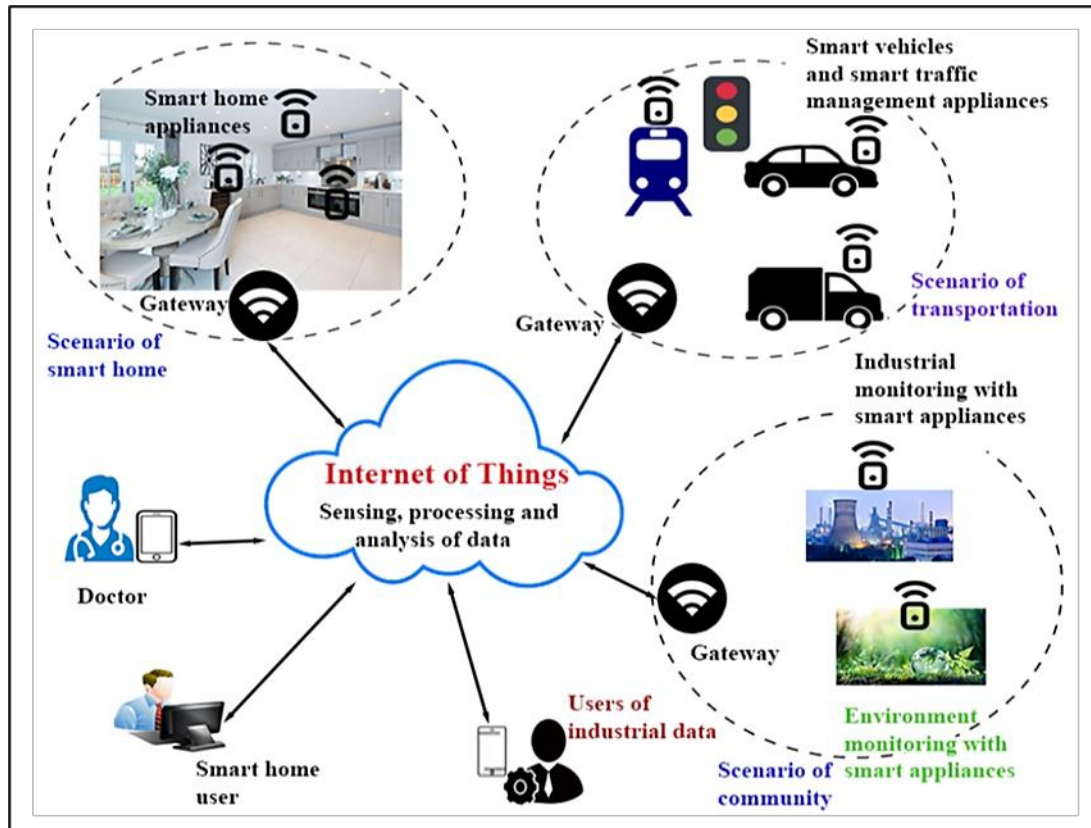 Smart home
appliances
Gateway
Scenario of
smart home
Smart vehicles
and smart traffic
management appliances
Gateway
Scenario of
transportation
Industrial
monitoring with
smart appliances
Internet of Things
Sensing, processing and
analysis of data
Doctor
Gateway
Smart home
user
Users of
industrial data
Environment
monitoring with
smart appliances
Scenario of
community